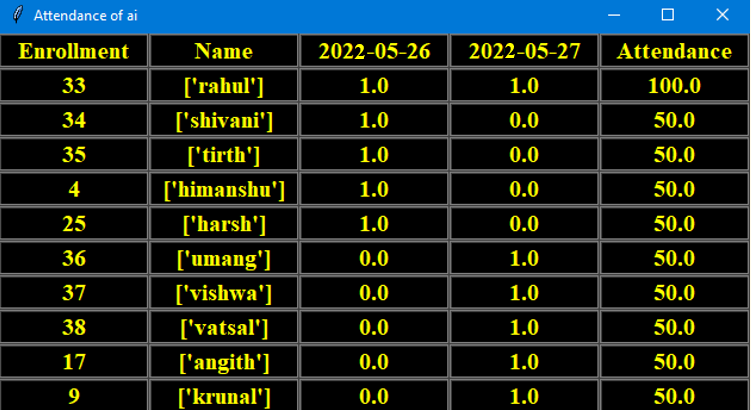 Attendance of ai
Enrollment Name 2022-05-26 2022-05-27 Attendance
33 ['rahul'] 1.0 1.0 100.0
34 ['shivani'] 1.0 0.0 50.0
35 ['tirth'] 1.0 0.0 50.0
4 ['himanshu'] 1.0 0.0 50.0
25 ['harsh'] 1.0 0.0 50.0
36 ['umang'] 0.0 1.0 50.0
37 ['vishwa'] 0.0 1.0 50.0
38 ['vatsal'] 0.0 1.0 50.0
17 ['angith'] 0.0 1.0 50.0
9 ['krunal'] 0.0 1.0 50.0